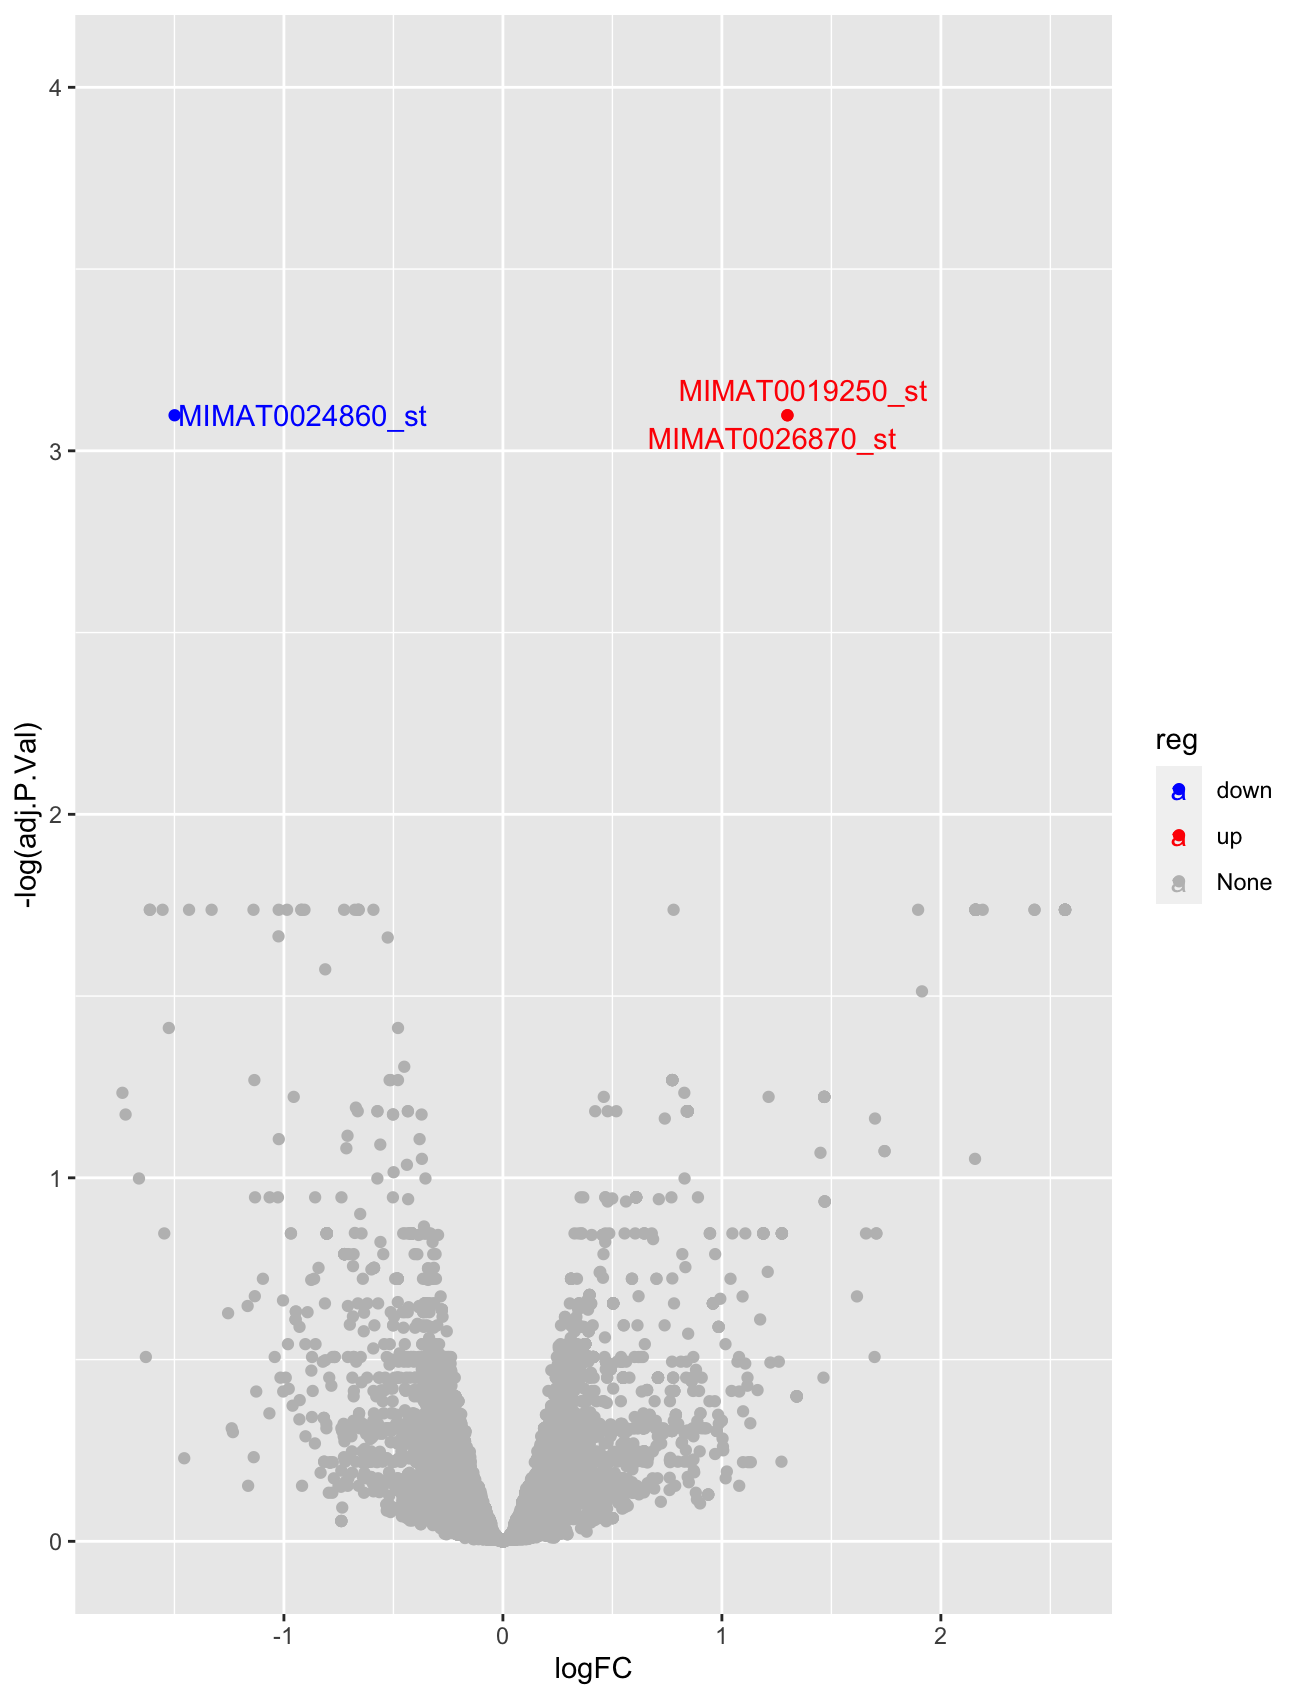 4
MIMAT0019250_st
MIMAT0024860_st
MIMAT0026870_st
3
2
1
0
-log(adj.P.Val)
-1
0
1
2
logFC
reg
a down
a up
a None